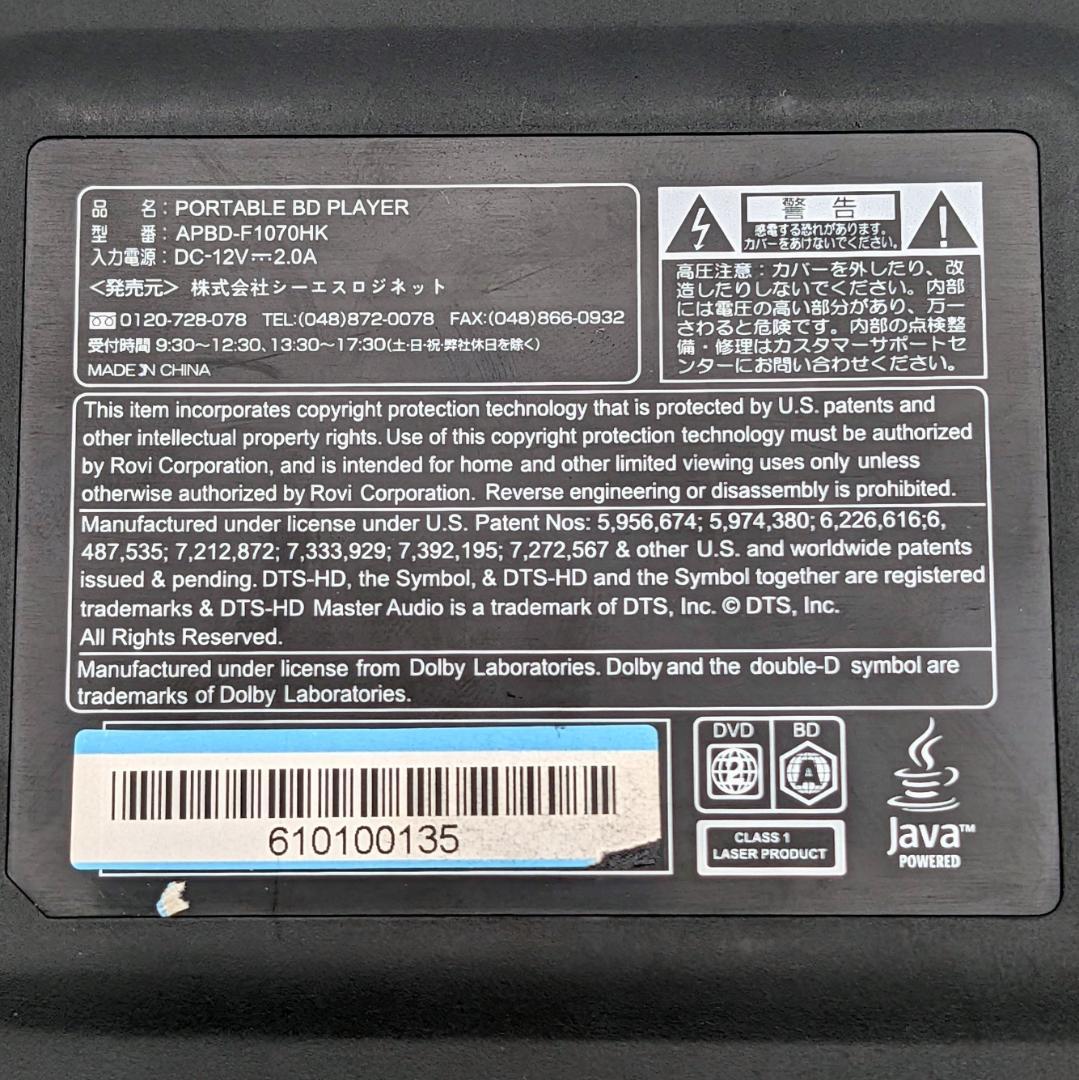 品 名：PORTABLE BD PLAYER
型 番：APBD-F1070HK
入力電源：DC-12V⎓2.0A
＜発売元＞ 株式会社シーエスロジネット
0120-728-078 TEL:(048)872-0078 FAX:(048)866-0932
受付時間 9:30〜12:30、13:30〜17:30(土・日・祝・弊社休日を除く)
MADE IN CHINA
警 告
感電する恐れがあります。
カバーをあけないでください。
高圧注意：カバーを外したり、改
造したりしないでください。内部
には電圧の高い部分があり、万一
さわると危険です。内部の点検整
備・修理はカスタマーサポートセ
ンターにお問い合わせください。
This item incorporates copyright protection technology that is protected by U.S. patents and
other intellectual property rights. Use of this copyright protection technology must be authorized
by Rovi Corporation, and is intended for home and other limited viewing uses only unless
otherwise authorized by Rovi Corporation. Reverse engineering or disassembly is prohibited.
Manufactured under license under U.S. Patent Nos: 5,956,674; 5,974,380; 6,226,616;6,
487,535; 7,212,872; 7,333,929; 7,392,195; 7,272,567 & other U.S. and worldwide patents
issued & pending. DTS-HD, the Symbol, & DTS-HD and the Symbol together are registered
trademarks & DTS-HD Master Audio is a trademark of DTS, Inc. © DTS, Inc.
All Rights Reserved.
Manufactured under license from Dolby Laboratories. Dolby and the double-D symbol are
trademarks of Dolby Laboratories.
610100135
DVD BD
2 A
CLASS 1
LASER PRODUCT
Java™
POWERED